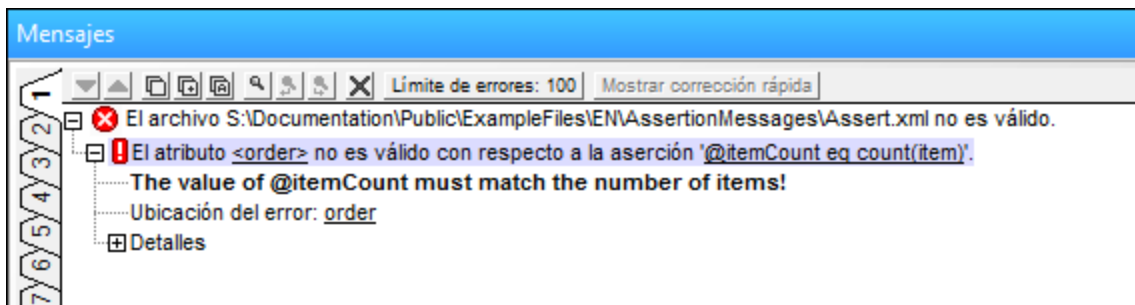 Mensajes
Límite de errores: 100 Mostrar corrección rápida
1
El archivo S:\Documentation\Public\ExampleFiles\EN\AssertionMessages\Assert.xml no es válido.
2
El atributo <order> no es válido con respecto a la aserción '@itemCount eq count(item)'.
3
The value of @itemCount must match the number of items!
4
Ubicación del error: order
5
Detalles
6
7